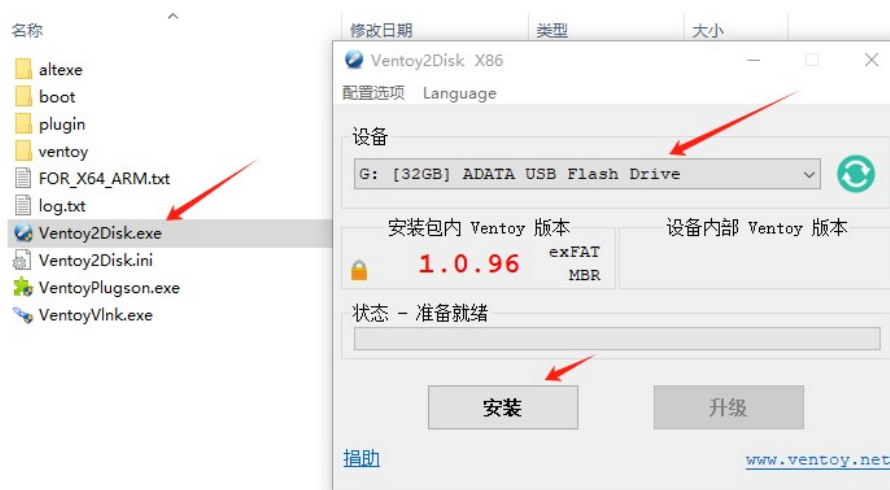 名称
修改日期
类型
大小
altexe
boot
plugin
ventoy
FOR_X64_ARM.txt
log.txt
Ventoy2Disk.exe
Ventoy2Disk.ini
VentoyPlugson.exe
VentoyVlnk.exe
Ventoy2Disk X86
配置选项 Language
设备
G: [32GB] ADATA USB Flash Drive
安装包内 Ventoy 版本
设备内部 Ventoy 版本
1.0.96
exFAT
MBR
状态 - 准备就绪
安装
升级
捐助
www.ventoy.net